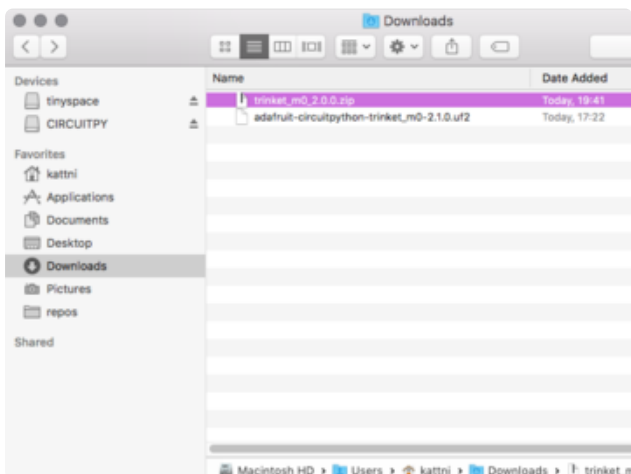 Downloads
Devices
tinyspace
CIRCUITPY
Favorites
kattni
Applications
Documents
Desktop
Downloads
Pictures
repos
Shared
Name Date Added
trinket_m0_2.0.0.zip Today, 19:41
adafruit-circuitpython-trinket_m0-2.1.0.uf2 Today, 17:22
Macintosh HD › Users › kattni › Downloads › trinket_m